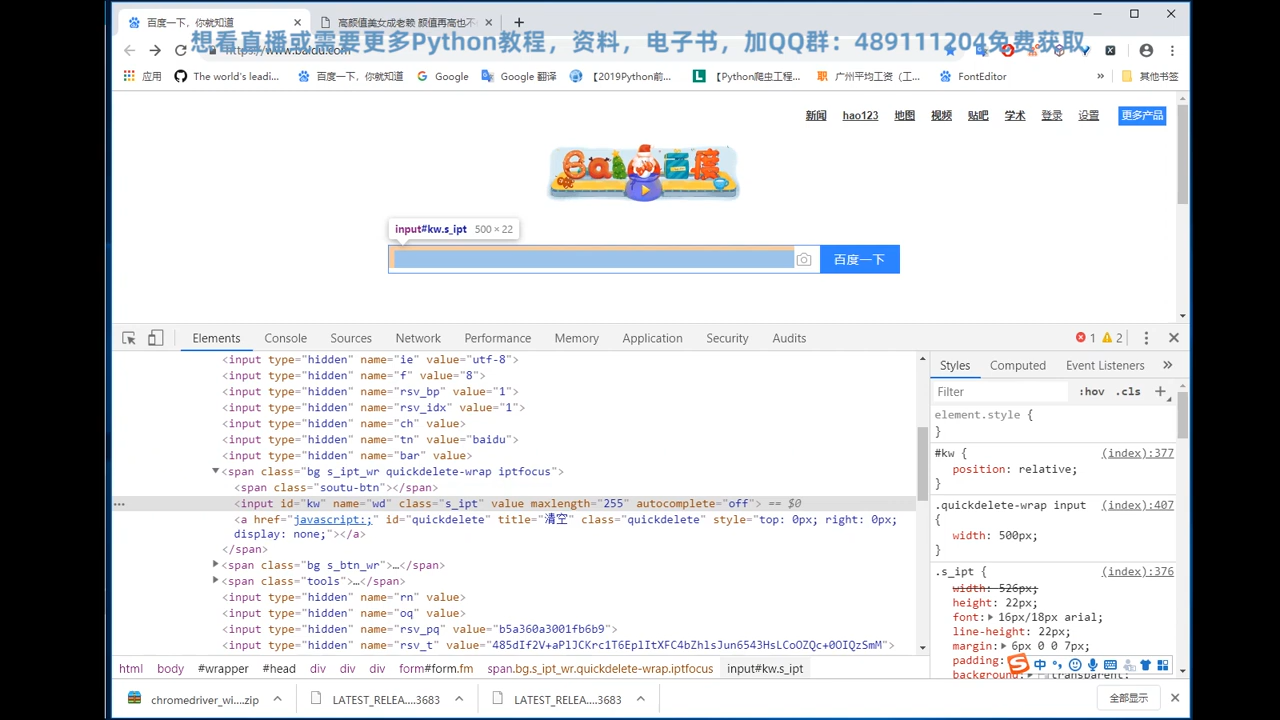 百度一下，你就知道
高颜值美女成老赖 颜值再高也不
想看直播或需要更多Python教程，资料，电子书，加QQ群：489111204免费获取
https://www.baidu.com
应用
The world's leadi...
百度一下，你就知道
Google
Google 翻译
【2019Python前...
【Python爬虫工程...
广州平均工资（工...
FontEditor
»
其他书签
新闻 hao123 地图 视频 贴吧 学术 登录 设置 更多产品
Bai 百度
input#kw.s_ipt 500 × 22
百度一下
Elements Console Sources Network Performance Memory Application Security Audits 1 2
<input type="hidden" name="ie" value="utf-8">
<input type="hidden" name="f" value="8">
<input type="hidden" name="rsv_bp" value="1">
<input type="hidden" name="rsv_idx" value="1">
<input type="hidden" name="ch" value>
<input type="hidden" name="tn" value="baidu">
<input type="hidden" name="bar" value>
<span class="bg s_ipt_wr quickdelete-wrap iptfocus">
<span class="soutu-btn"></span>
<input id="kw" name="wd" class="s_ipt" value maxlength="255" autocomplete="off"> == $0
<a href="javascript:;" id="quickdelete" title="清空" class="quickdelete" style="top: 0px; right: 0px;
display: none;"></a>
</span>
<span class="bg s_btn_wr">…</span>
<span class="tools">…</span>
<input type="hidden" name="rn" value>
<input type="hidden" name="oq" value>
<input type="hidden" name="rsv_pq" value="b5a360a3001fb6b9">
<input type="hidden" name="rsv_t" value="485dIf2V+aPlJCKrc1T6EplItXFC4bZhlsJun6543HsLCoOZQc+0OIQzSmM">
html body #wrapper #head div div div form#form.fm span.bg.s_ipt_wr.quickdelete-wrap.iptfocus input#kw.s_ipt
Styles Computed Event Listeners »
Filter :hov .cls +
element.style {
}
#kw { (index):377
position: relative;
}
.quickdelete-wrap input (index):407
{
width: 500px;
}
.s_ipt { (index):376
width: 526px;
height: 22px;
font: 16px/18px arial;
line-height: 22px;
margin: 6px 0 0 7px;
padding:
background: transparent;
中
chromedriver_wi....zip
LATEST_RELEA....3683
LATEST_RELEA....3683
全部显示